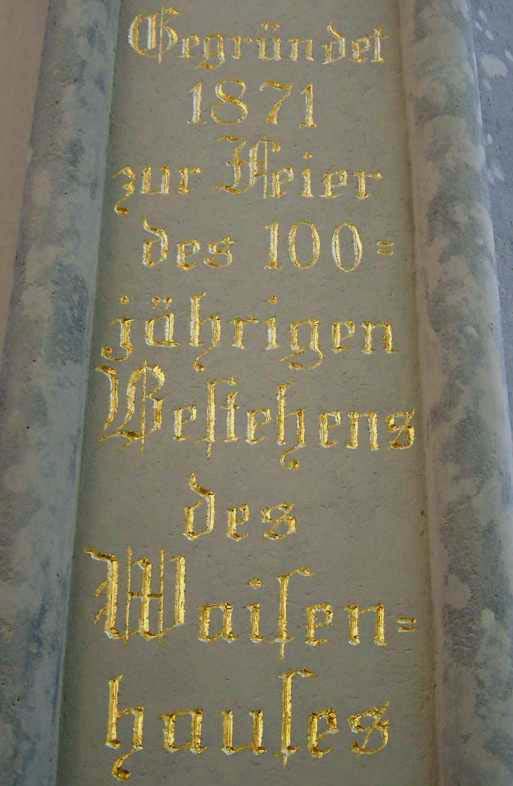 Gegründet
1871
zur Feier
des 100=
jährigen
Bestehens
des
Waisen=
hauses